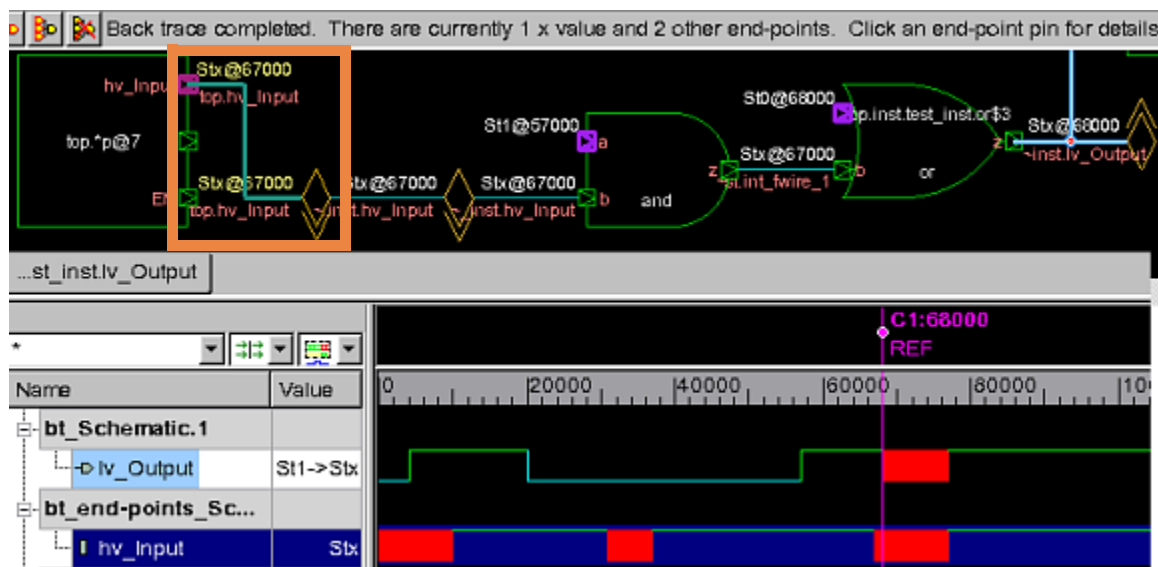 Back trace completed. There are currently 1 x value and 2 other end-points. Click an end-point pin for details
Stx@67000
hv_Inpu
top.hv_Input
St0@68000
op.inst.test_inst.or$3
St1@57000
a
Stx@68000
top.*p@7
Stx@67000
z
~inst.lv_Output
Stx@67000
tx@67000
Stx@67000
z
b
or
st.int_fwire_1
E
top.hv_Input
inst.hv_Input
inst.hv_Input
b
and
...st_inst.lv_Output
C1:68000
REF
*
Name
Value
0
20000
40000
60000
80000
10
bt_Schematic.1
lv_Output
St1->Stx
bt_end-points_Sc...
hv_Input
Stx